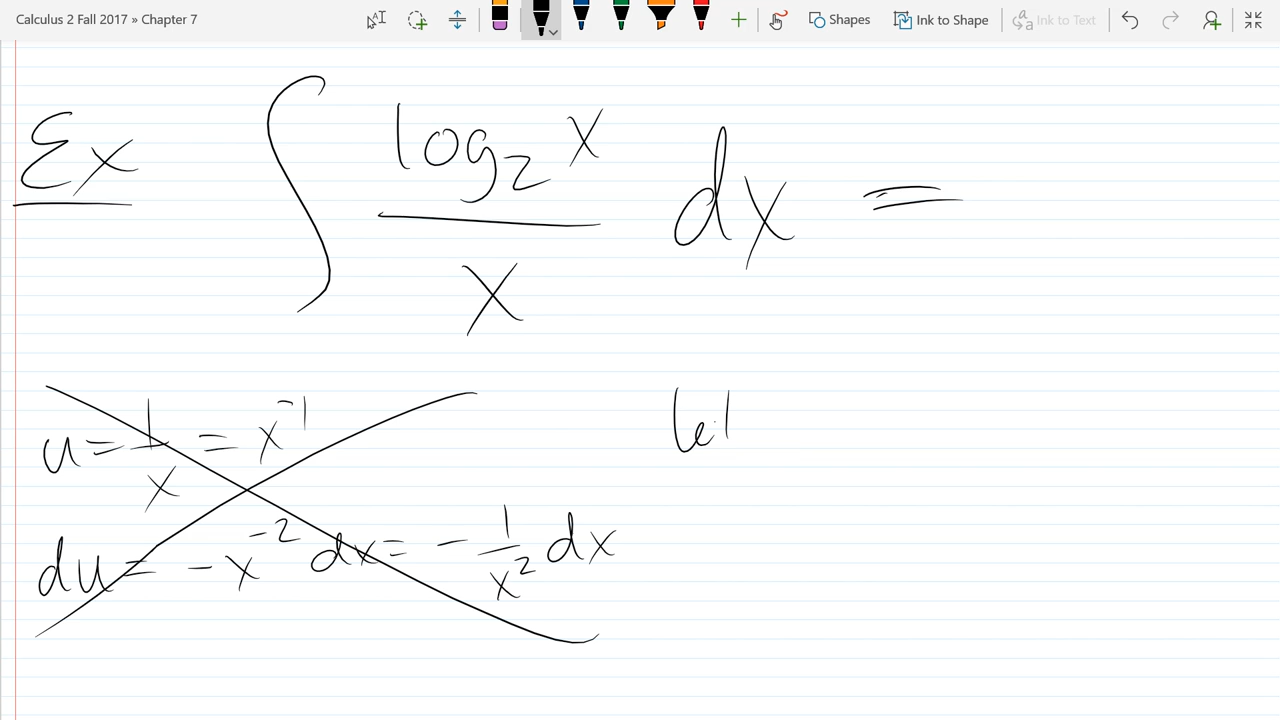 Calculus 2 Fall 2017 » Chapter 7
Shapes Ink to Shape Ink to Text
Ex ∫ log₂ x / x dx =
u = 1/x = x⁻¹
du = -x⁻² dx = - 1/x² dx